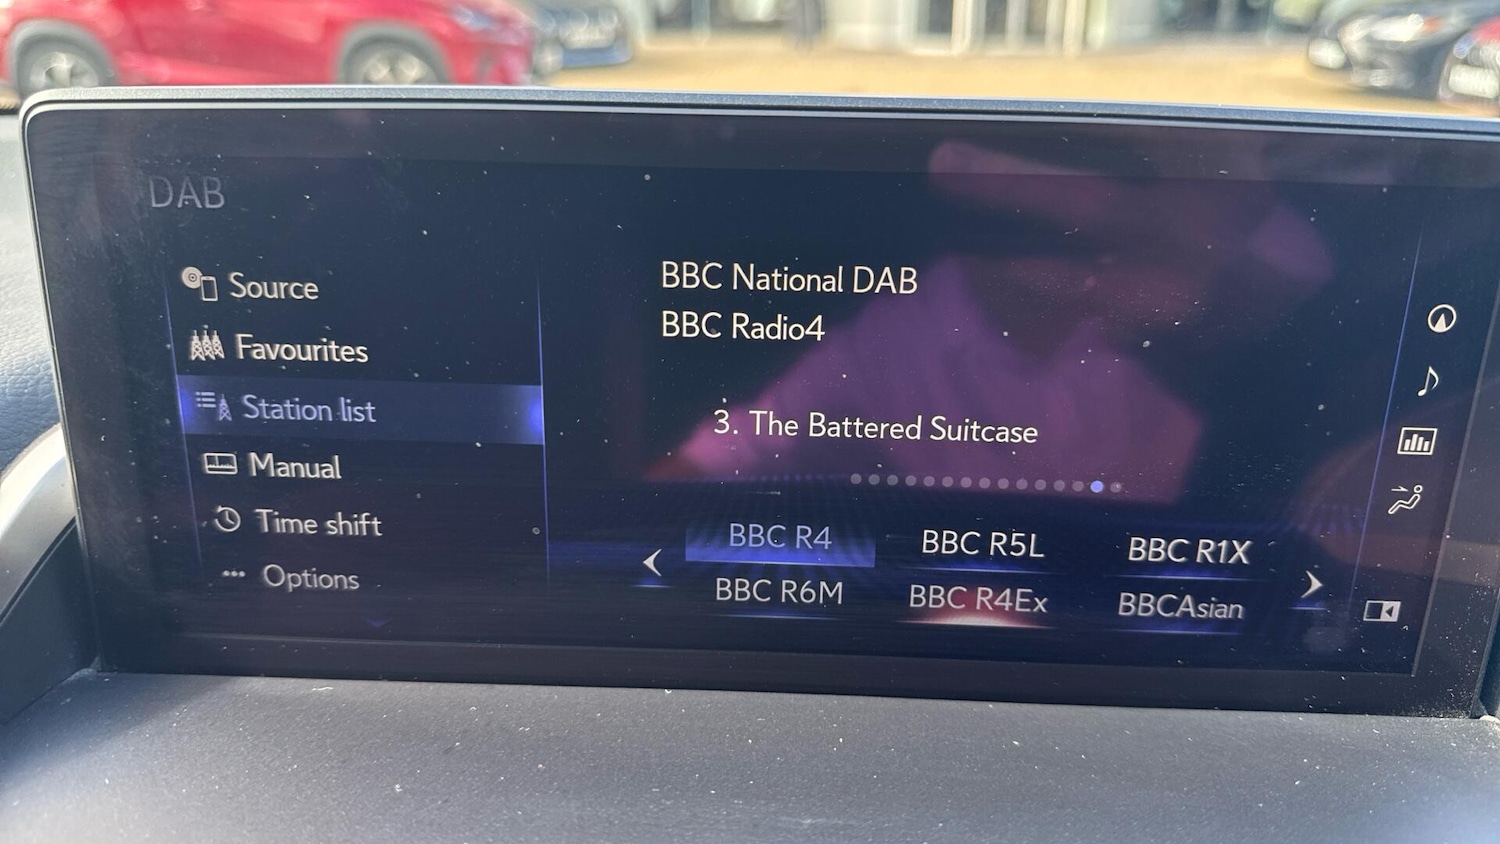 DAB
Source
Favourites
Station list
Manual
Time shift
Options
BBC National DAB
BBC Radio4
3. The Battered Suitcase
BBC R4 BBC R5L BBC R1X
BBC R6M BBC R4Ex BBCAsian